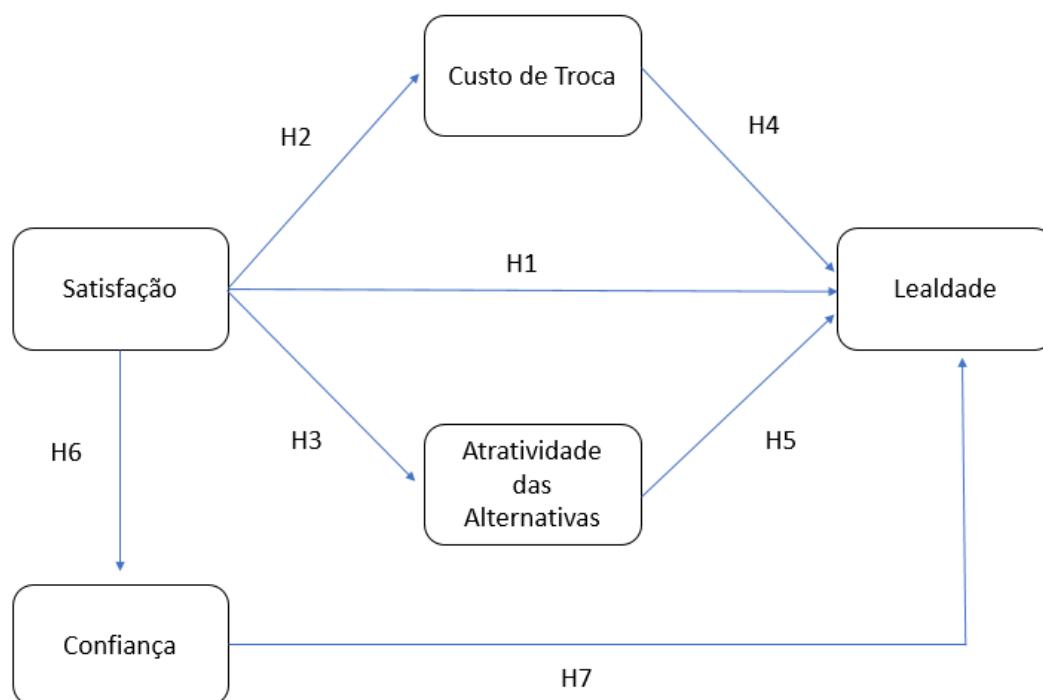 Custo de Troca
H2
H4
Satisfação
H1
Lealdade
H6
H3
Atratividade
das
Alternativas
H5
Confiança
H7